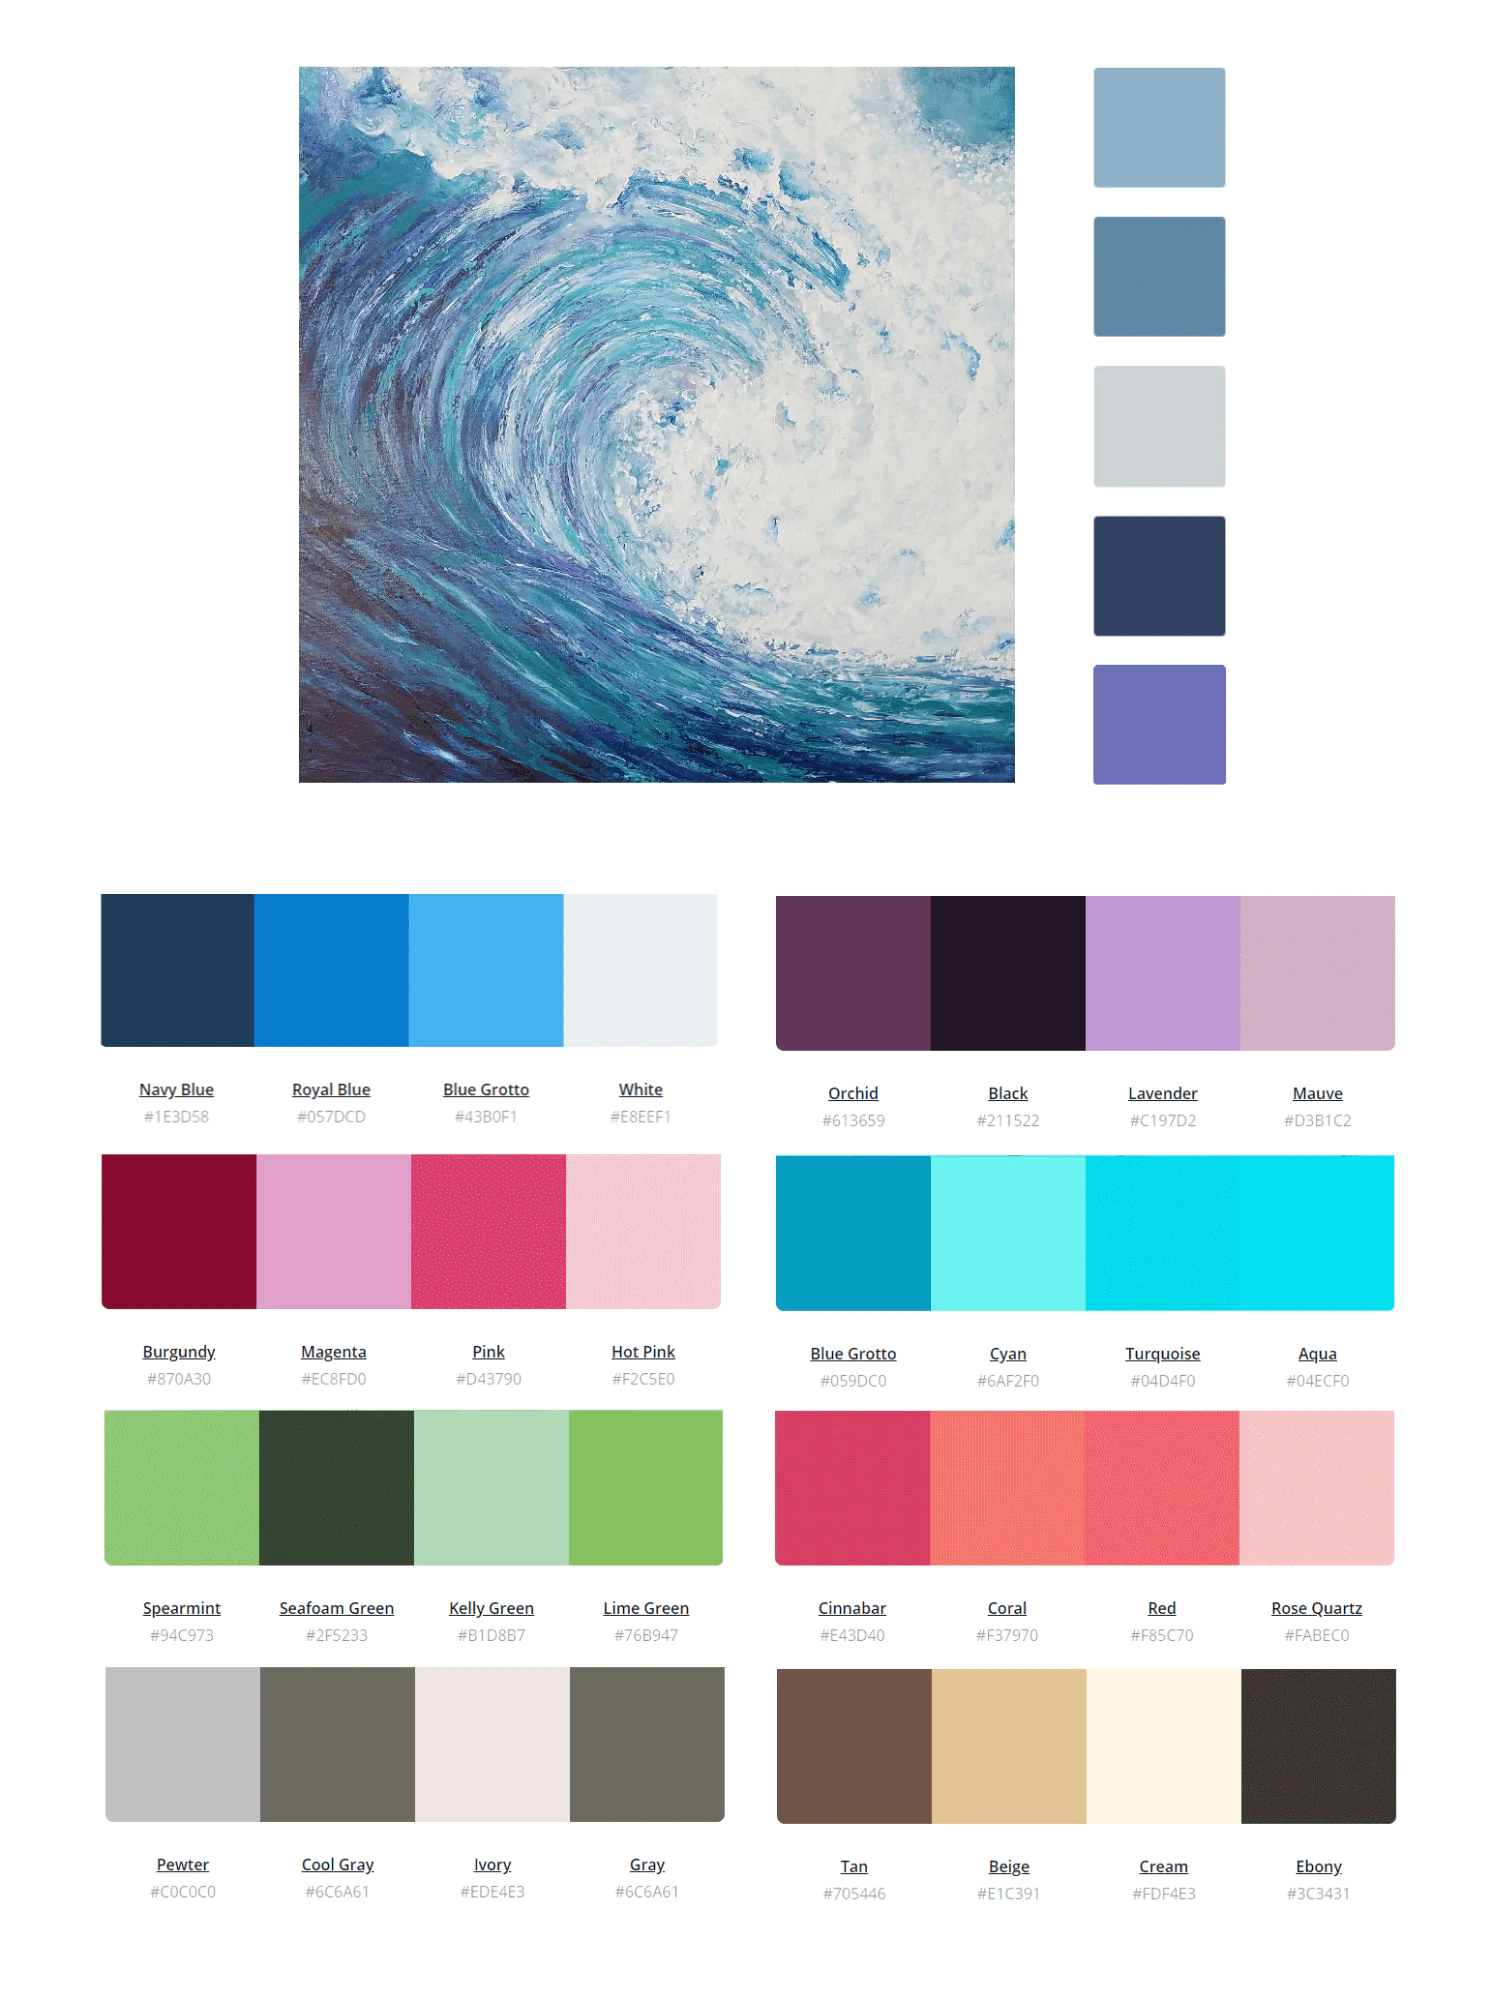 Navy Blue Royal Blue Blue Grotto White
#1E3D58 #057DCD #43B0F1 #E8EEF1
Orchid Black Lavender Mauve
#613659 #211522 #C197D2 #D3B1C2
Burgundy Magenta Pink Hot Pink
#870A30 #EC8FD0 #D43790 #F2C5E0
Blue Grotto Cyan Turquoise Aqua
#059DC0 #6AF2F0 #04D4F0 #04ECF0
Spearmint Seafoam Green Kelly Green Lime Green
#94C973 #2F5233 #B1D8B7 #76B947
Cinnabar Coral Red Rose Quartz
#E43D40 #F37970 #F85C70 #FABEC0
Pewter Cool Gray Ivory Gray
#C0C0C0 #6C6A61 #EDE4E3 #6C6A61
Tan Beige Cream Ebony
#705446 #E1C391 #FDF4E3 #3C3431